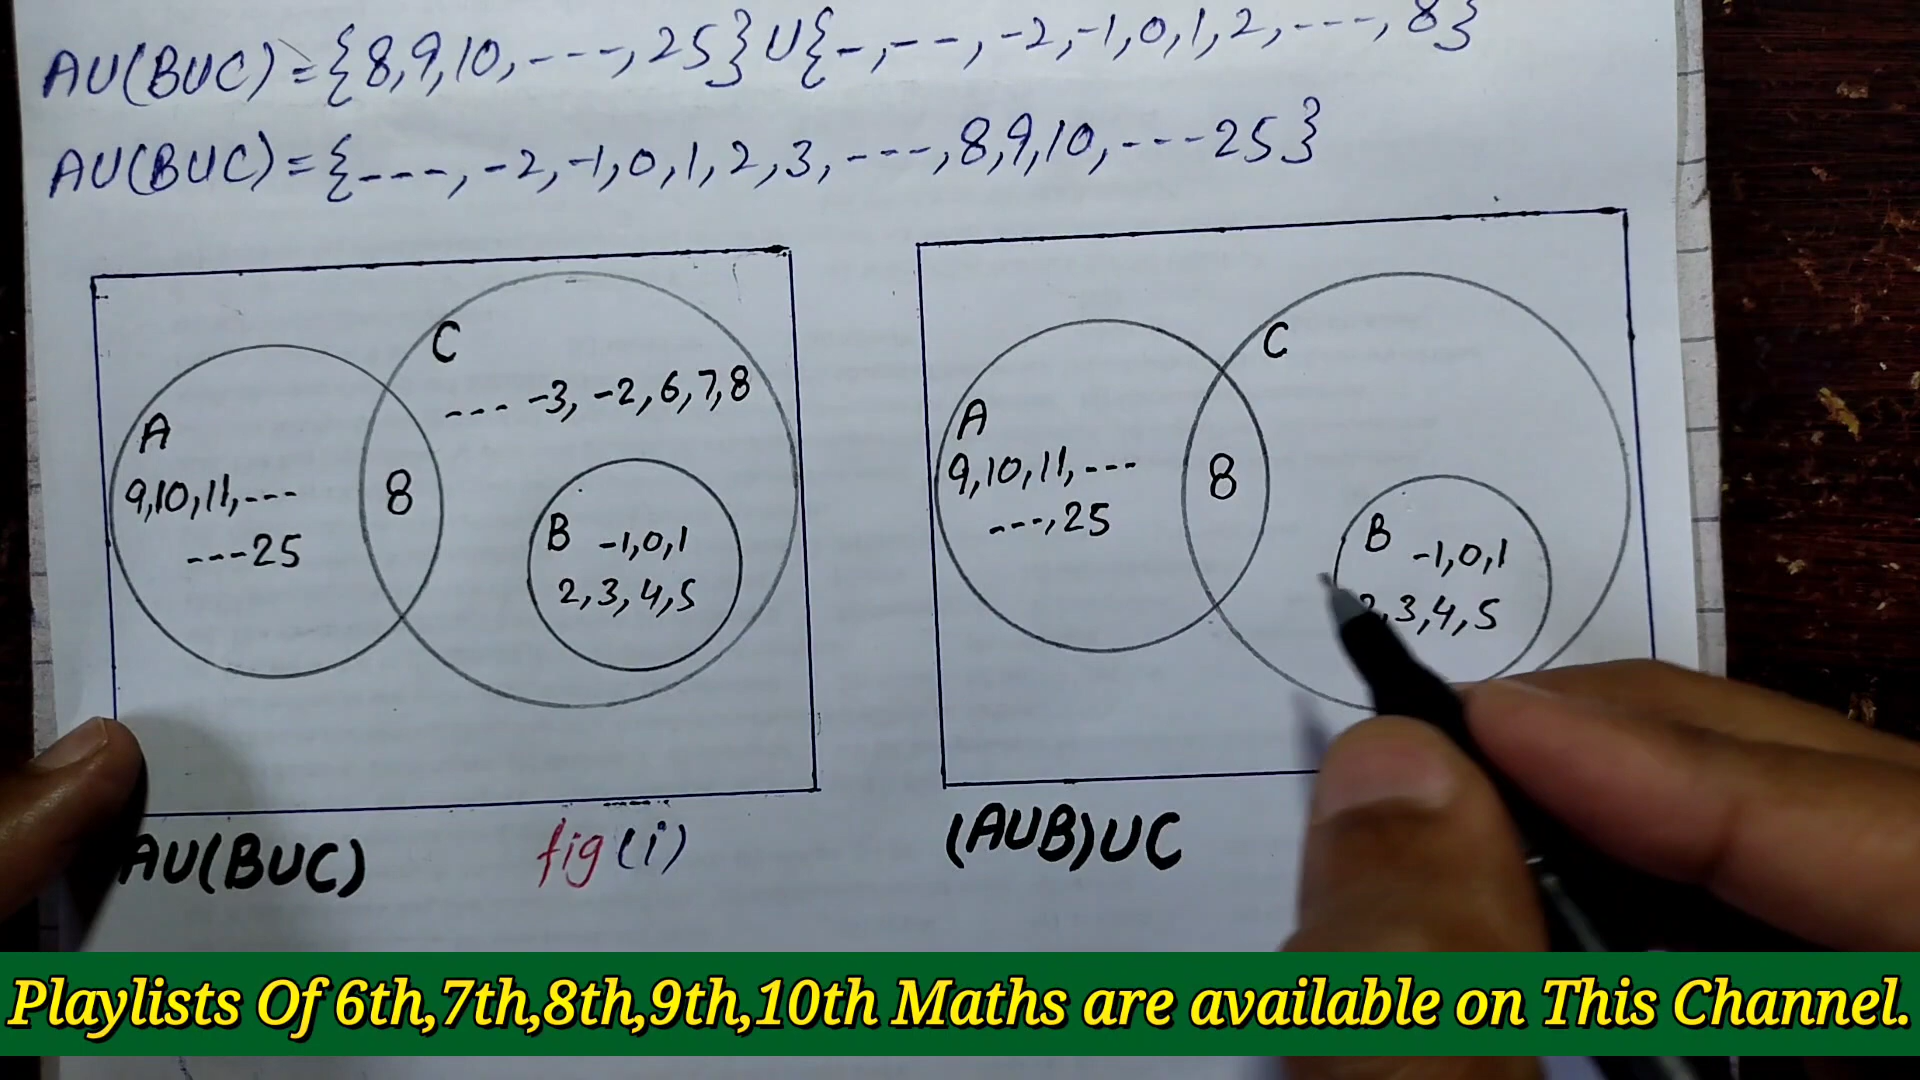 AU(BUC) = {8,9,10,----,25}U{-,--,-2,-1,0,1,2,---,8}
AU(BUC) = {---,-2,-1,0,1,2,3,----,8,9,10,---25}
C
--- -3, -2, 6, 7, 8
A
9,10,11,---
---25
8
B -1,0,1
2,3,4,5
AU(BUC)
fig (i)
C
A
9,10,11,---
---,25
8
B -1,0,1
,3,4,5
(AUB)UC
Playlists Of 6th,7th,8th,9th,10th Maths are available on This Channel.